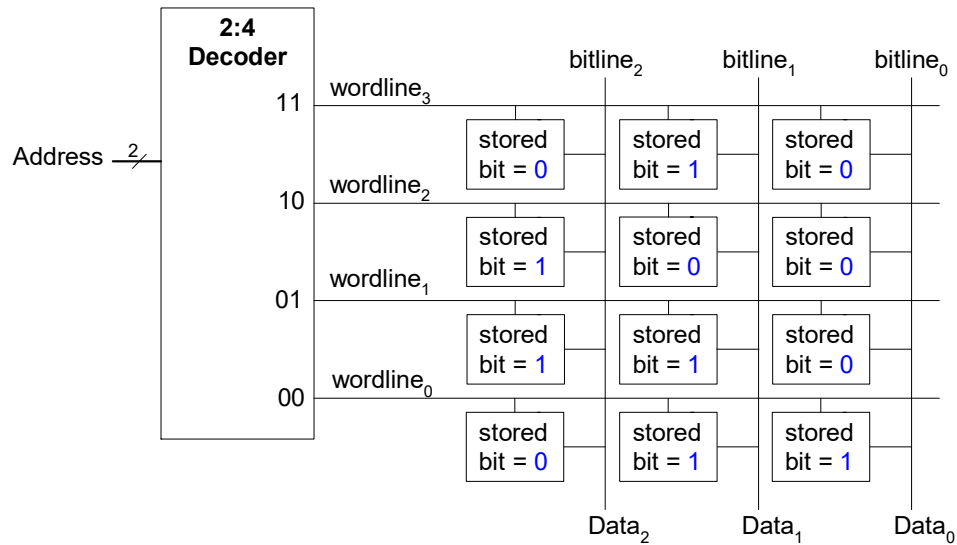 2:4
Decoder
bitline₂ bitline₁ bitline₀
wordline₃
11
Address 2
stored stored stored
bit = 0 bit = 1 bit = 0
wordline₂
10
stored stored stored
bit = 1 bit = 0 bit = 0
wordline₁
01
stored stored stored
bit = 1 bit = 1 bit = 0
wordline₀
00
stored stored stored
bit = 0 bit = 1 bit = 1
Data₂ Data₁ Data₀